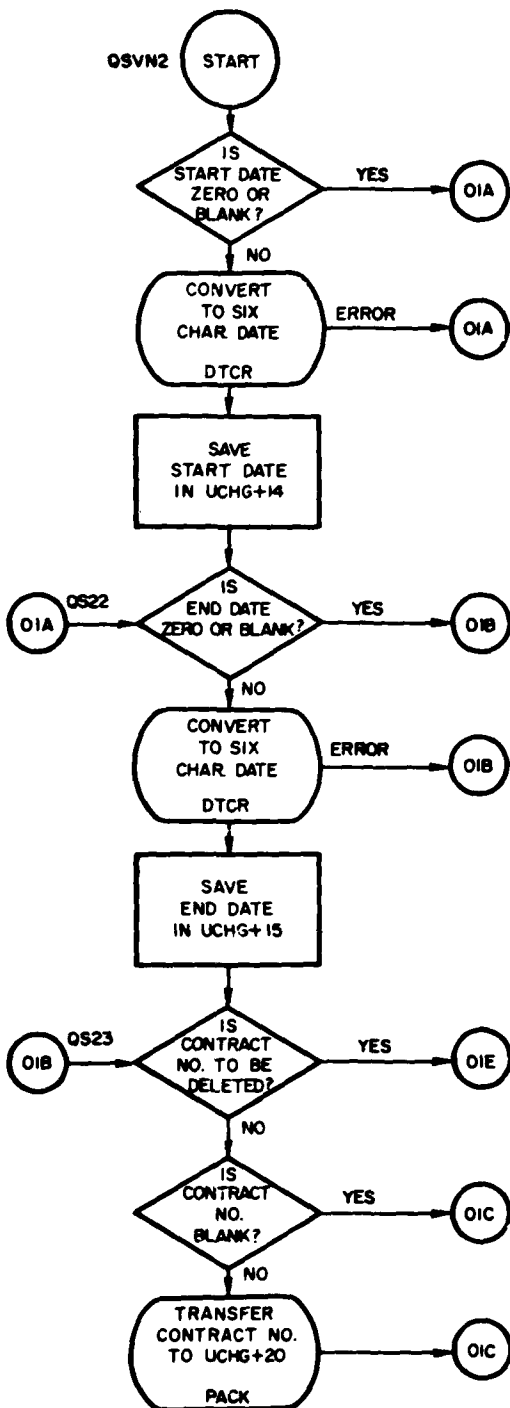 QSVN2
START
IS
START DATE
ZERO OR
BLANK?
YES
01A
NO
CONVERT
TO SIX
CHAR DATE
DTCR
ERROR
01A
SAVE
START DATE
IN UCHG+14
01A
QS22
IS
END DATE
ZERO OR BLANK?
YES
01B
NO
CONVERT
TO SIX
CHAR. DATE
DTCR
ERROR
01B
SAVE
END DATE
IN UCHG+15
01B
QS23
IS
CONTRACT
NO. TO BE
DELETED?
YES
01E
NO
IS
CONTRACT
NO.
BLANK?
YES
01C
NO
TRANSFER
CONTRACT NO.
TO UCHG+20
PACK
01C